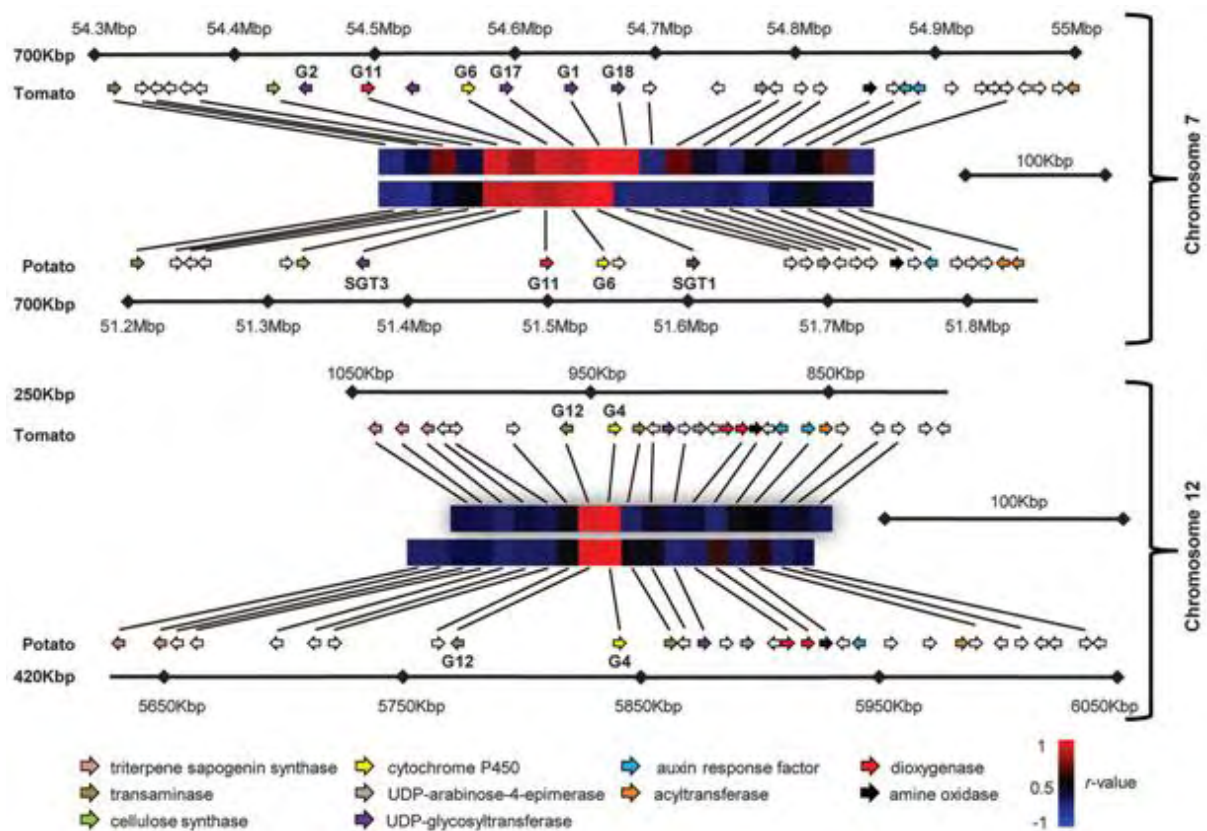 54.3Mbp 54.4Mbp 54.5Mbp 54.6Mbp 54.7Mbp 54.8Mbp 54.9Mbp 55Mbp
700Kbp
G2 G11 G6 G17 G1 G18
Tomato
100Kbp
Chromosome 7
Potato
SGT3 G11 G6 SGT1
700Kbp
51.2Mbp 51.3Mbp 51.4Mbp 51.5Mbp 51.6Mbp 51.7Mbp 51.8Mbp
1050Kbp 950Kbp 850Kbp
250Kbp
G12 G4
Tomato
100Kbp
Chromosome 12
Potato
G12 G4
420Kbp
5650Kbp 5750Kbp 5850Kbp 5950Kbp 6050Kbp
triterpene sapogenin synthase cytochrome P450 auxin response factor dioxygenase
transaminase UDP-arabinose-4-epimerase acyltransferase amine oxidase
cellulose synthase UDP-glycosyltransferase
1
0.5 r-value
-1